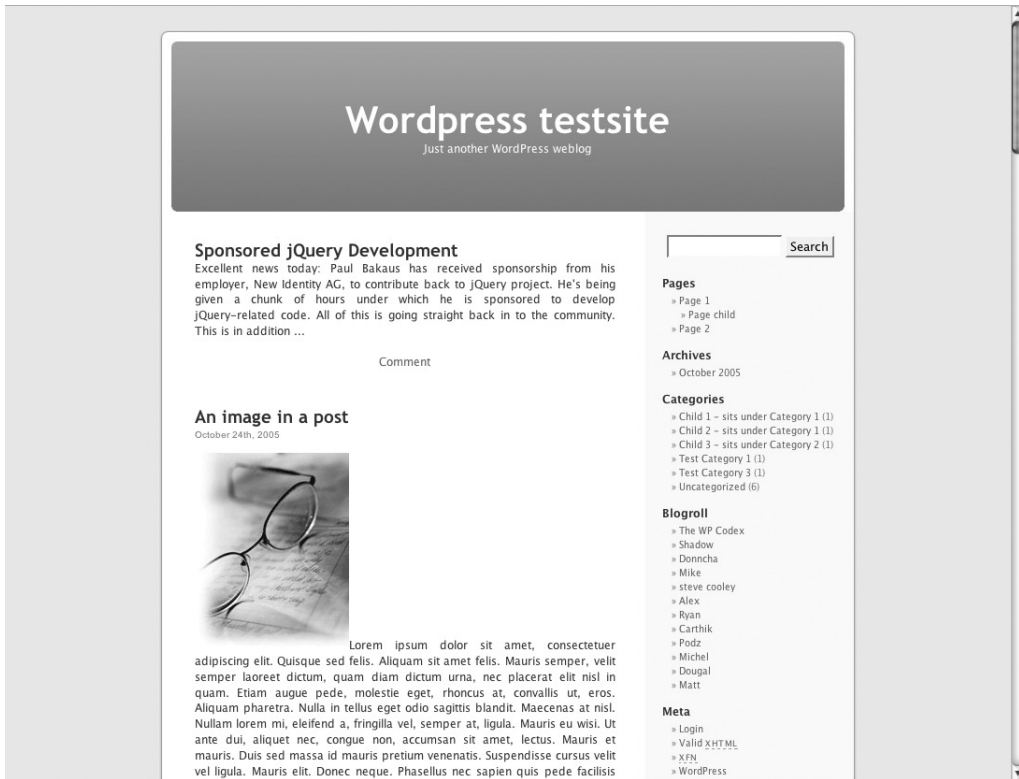 Wordpress testsite
Just another WordPress weblog
Sponsored jQuery Development
Excellent news today: Paul Bakaus has received sponsorship from his
employer, New Identity AG, to contribute back to jQuery project. He's being
given a chunk of hours under which he is sponsored to develop
jQuery-related code. All of this is going straight back in to the community.
This is in addition ...
Comment
An image in a post
October 24th, 2005
Lorem ipsum dolor sit amet, consectetuer
adipiscing elit. Quisque sed felis. Aliquam sit amet felis. Mauris semper, velit
semper laoreet dictum, quam diam dictum urna, nec placerat elit nisl in
quam. Etiam augue pede, molestie eget, rhoncus at, convallis ut, eros.
Aliquam pharetra. Nulla in tellus eget odio sagittis blandit. Maecenas at nisl.
Nullam lorem mi, eleifend a, fringilla vel, semper at, ligula. Mauris eu wisi. Ut
ante dui, aliquet nec, congue non, accumsan sit amet, lectus. Mauris et
mauris. Duis sed massa id mauris pretium venenatis. Suspendisse cursus velit
vel ligula. Mauris elit. Donec neque. Phasellus nec sapien quis pede facilisis
Search
Pages
» Page 1
» Page child
» Page 2
Archives
» October 2005
Categories
» Child 1 – sits under Category 1 (1)
» Child 2 – sits under Category 1 (1)
» Child 3 – sits under Category 2 (1)
» Test Category 1 (1)
» Test Category 3 (1)
» Uncategorized (6)
Blogroll
» The WP Codex
» Shadow
» Donncha
» Mike
» steve cooley
» Alex
» Ryan
» Carthik
» Podz
» Michel
» Dougal
» Matt
Meta
» Login
» Valid XHTML
» XFN
» WordPress